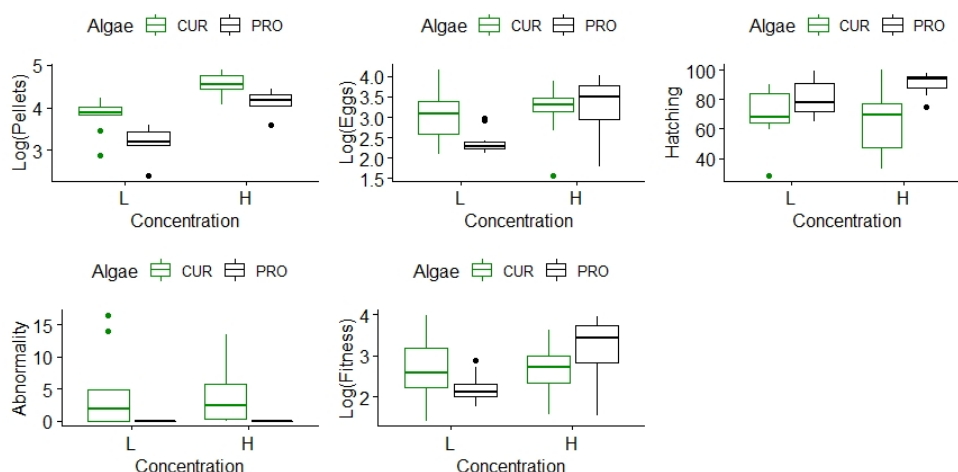 Algae CUR PRO
Log(Pellets)
5
4
3
L H
Concentration
Algae CUR PRO
Log(Eggs)
4.0
3.5
3.0
2.5
2.0
1.5
L H
Concentration
Algae CUR PRO
Hatching
100
80
60
40
L H
Concentration
Algae CUR PRO
Abnormality
15
10
5
0
L H
Concentration
Algae CUR PRO
Log(Fitness)
4
3
2
L H
Concentration